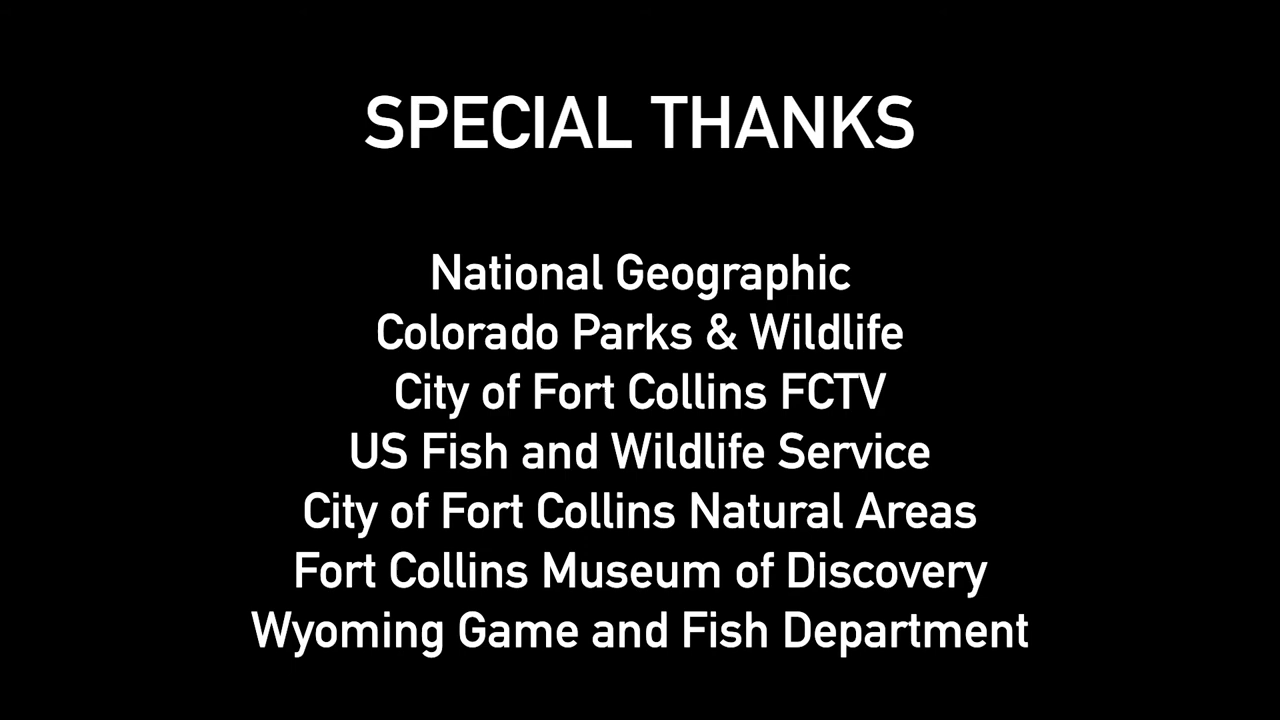 SPECIAL THANKS
National Geographic
Colorado Parks & Wildlife
City of Fort Collins FCTV
US Fish and Wildlife Service
City of Fort Collins Natural Areas
Fort Collins Museum of Discovery
Wyoming Game and Fish Department